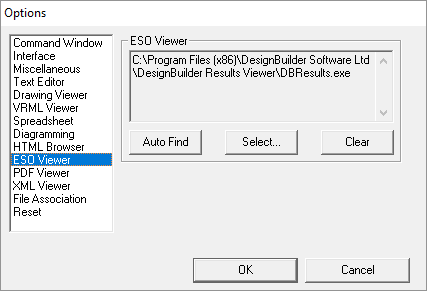 Options
Command Window
Interface
Miscellaneous
Text Editor
Drawing Viewer
VRML Viewer
Spreadsheet
Diagramming
HTML Browser
ESO Viewer
PDF Viewer
XML Viewer
File Association
Reset
ESO Viewer
C:\Program Files (x86)\DesignBuilder Software Ltd
\DesignBuilder Results Viewer\DBResults.exe
Auto Find
Select...
Clear
OK
Cancel